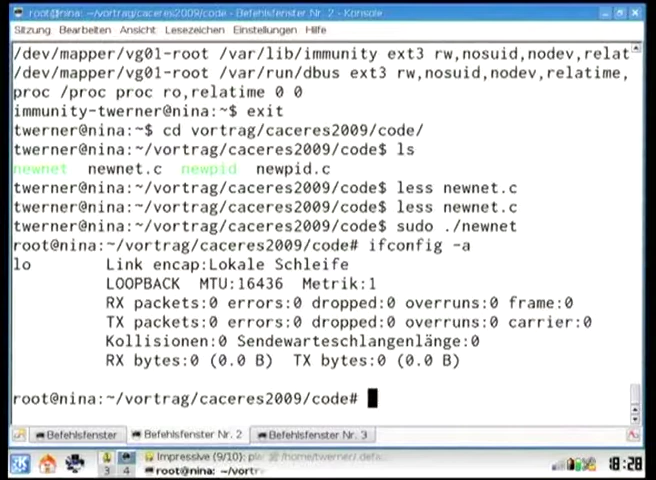 root@nina: ~/vortrag/caceres2009/code - Befehlsfenster Nr. 2 - Konsole
Sitzung Bearbeiten Ansicht Lesezeichen Einstellungen Hilfe
/dev/mapper/vg01-root /var/lib/immunity ext3 rw,nosuid,nodev,relat
/dev/mapper/vg01-root /var/run/dbus ext3 rw,nosuid,nodev,relatime,
proc /proc proc ro,relatime 0 0
immunity-twerner@nina:~$ exit
twerner@nina:~$ cd vortrag/caceres2009/code/
twerner@nina:~/vortrag/caceres2009/code$ ls
newnet newnet.c newpid newpid.c
twerner@nina:~/vortrag/caceres2009/code$ less newnet.c
twerner@nina:~/vortrag/caceres2009/code$ less newnet.c
twerner@nina:~/vortrag/caceres2009/code$ sudo ./newnet
root@nina:~/vortrag/caceres2009/code# ifconfig -a
lo Link encap:Lokale Schleife
LOOPBACK MTU:16436 Metrik:1
RX packets:0 errors:0 dropped:0 overruns:0 frame:0
TX packets:0 errors:0 dropped:0 overruns:0 carrier:0
Kollisionen:0 Sendewarteschlangenlänge:0
RX bytes:0 (0.0 B) TX bytes:0 (0.0 B)
root@nina:~/vortrag/caceres2009/code#
Befehlsfenster Befehlsfenster Nr. 2 Befehlsfenster Nr. 3
1 2 Impressive (9/10):
3 4 root@nina: ~/vortr
18:28